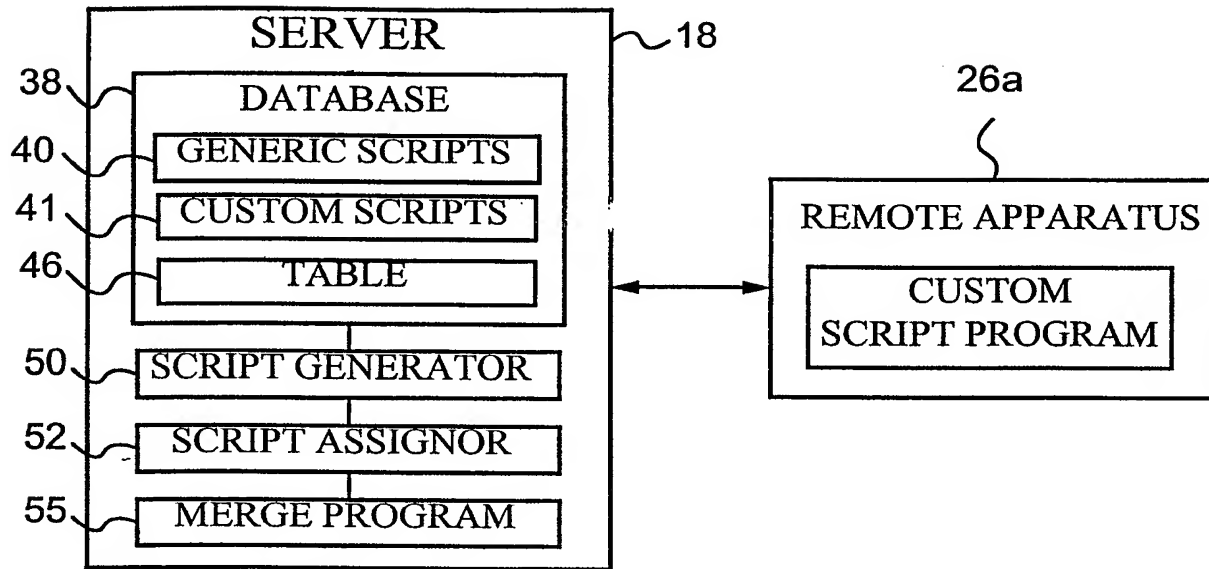 SERVER
18
38
DATABASE
40
GENERIC SCRIPTS
41
CUSTOM SCRIPTS
46
TABLE
50
SCRIPT GENERATOR
52
SCRIPT ASSIGNOR
55
MERGE PROGRAM
26a
REMOTE APPARATUS
CUSTOM
SCRIPT PROGRAM